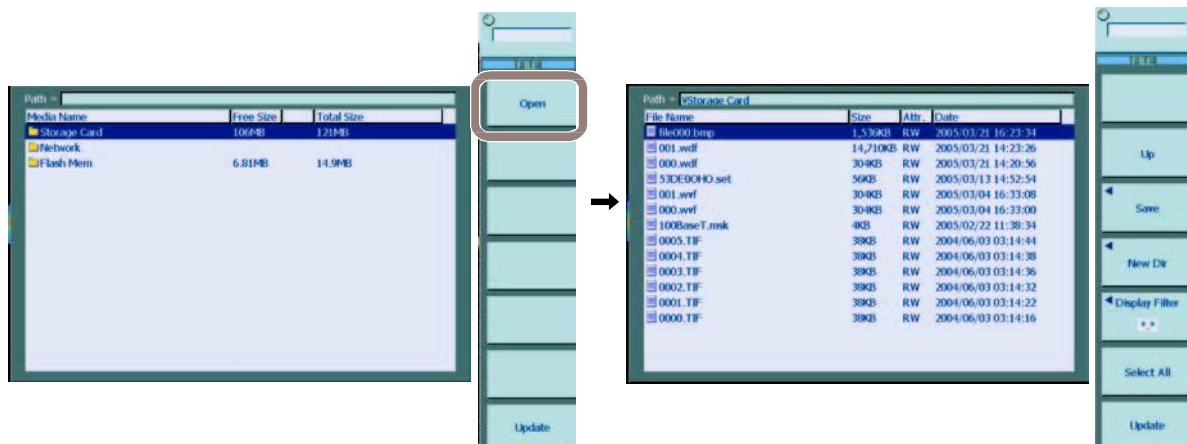 Path =
Media Name Free Size Total Size
Storage Card 106MB 121MB
Network
Flash Mem 6.81MB 14.9MB
FILE
Open
Update
Path = ¥Storage Card
File Name Size Attr. Date
file000.bmp 1,536KB RW 2005/03/21 16:23:34
001.wdf 14,710KB RW 2005/03/21 14:23:26
000.wdf 304KB RW 2005/03/21 14:20:56
53DE0OHO.set 56KB RW 2005/03/13 14:52:54
001.wvf 304KB RW 2005/03/04 16:33:08
000.wvf 304KB RW 2005/03/04 16:33:00
100BaseT.msk 4KB RW 2005/02/22 11:38:34
0005.TIF 38KB RW 2004/06/03 03:14:44
0004.TIF 38KB RW 2004/06/03 03:14:38
0003.TIF 38KB RW 2004/06/03 03:14:36
0002.TIF 38KB RW 2004/06/03 03:14:32
0001.TIF 38KB RW 2004/06/03 03:14:22
0000.TIF 38KB RW 2004/06/03 03:14:16
FILE
Up
Save
New Dir
Display Filter
*.*
Select All
Update